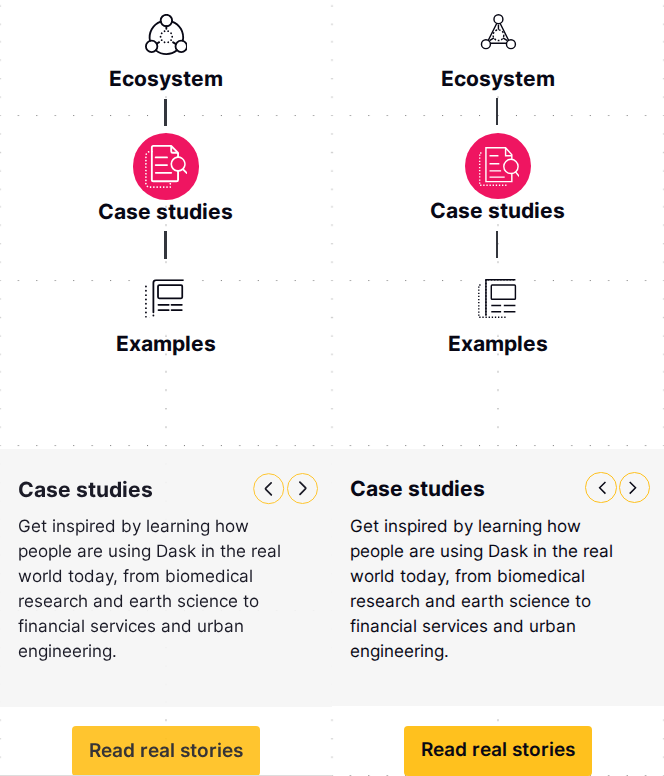 Ecosystem
Case studies
Examples
Case studies
Get inspired by learning how
people are using Dask in the real
world today, from biomedical
research and earth science to
financial services and urban
engineering.
Read real stories
Ecosystem
Case studies
Examples
Case studies
Get inspired by learning how
people are using Dask in the real
world today, from biomedical
research and earth science to
financial services and urban
engineering.
Read real stories